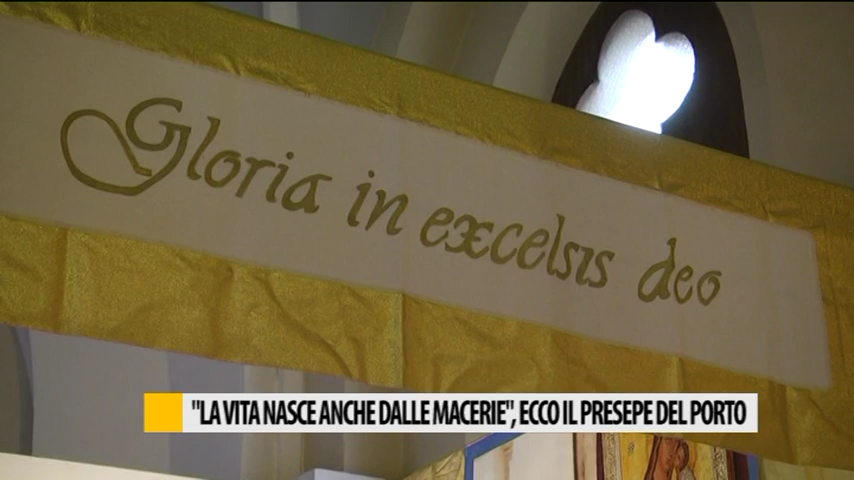 Gloria in excelsis deo
"LA VITA NASCE ANCHE DALLE MACERIE", ECCO IL PRESEPE DEL PORTO